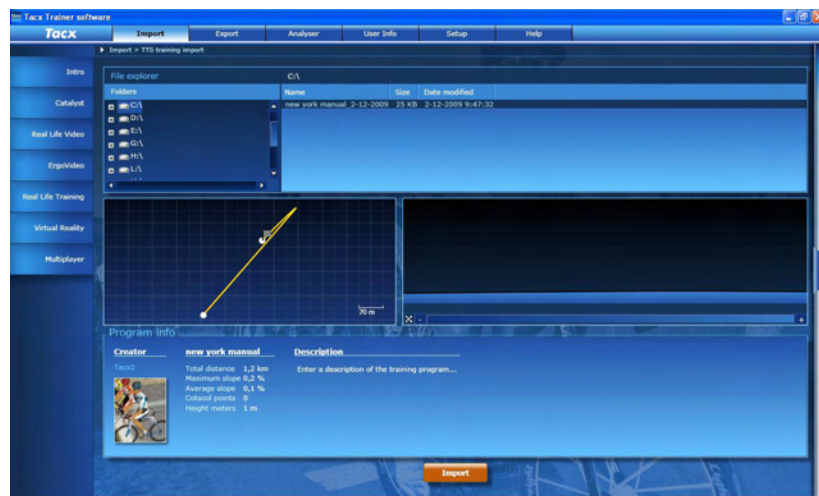 Tacx Trainer software
Tacx Import Export Analyser User Info Setup Help
Import > TTS training import
Intro
Catalyst
Real Life Video
ErgoVideo
Real Life Training
Virtual Reality
Multiplayer
File explorer C:\
Folders Name Size Date modified
C:\ new york manual_2-12-2009 25 KB 2-12-2009 9:47:32
D:\
E:\
G:\
H:\
L:\
70 m
Program info
Creator new york manual Description
Tacx2 Total distance 1,2 km Enter a description of the training program...
Maximum slope 0,2 %
Average slope 0,1 %
Cotacol points 0
Height meters 1 m
Import